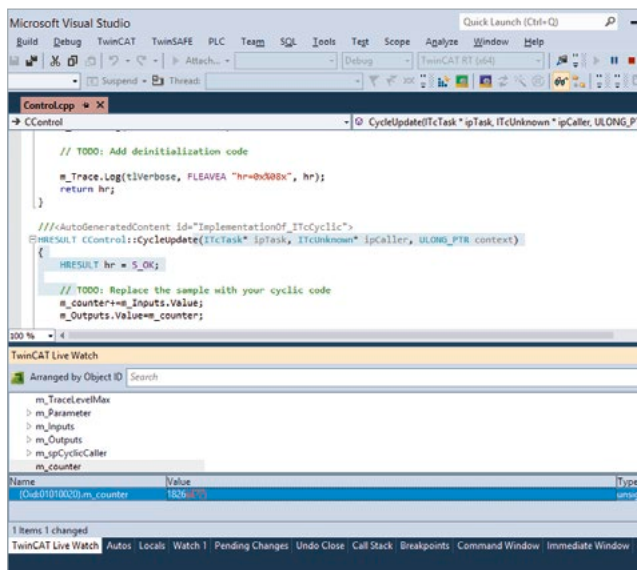 Microsoft Visual Studio
Quick Launch (Ctrl+Q)
Build Debug TwinCAT TwinSAFE PLC Team SQL Tools Test Scope Analyze Window Help
Attach... Debug TwinCAT RT (x64)
Suspend Thread:
Control.cpp
CControl CycleUpdate(ITcTask * ipTask, ITcUnknown * ipCaller, ULONG_PT
// TODO: Add deinitialization code
m_Trace.Log(tlVerbose, FLEAVEA "hr=0x%08x", hr);
return hr;
}
///<AutoGeneratedContent id="ImplementationOf_ITcCyclic">
HRESULT CControl::CycleUpdate(ITcTask* ipTask, ITcUnknown* ipCaller, ULONG_PTR context)
{
HRESULT hr = S_OK;
// TODO: Replace the sample with your cyclic code
m_counter+=m_Inputs.Value;
m_Outputs.Value=m_counter;
100 %
TwinCAT Live Watch
Arranged by Object ID Search
m_TraceLevelMax
m_Parameter
m_Inputs
m_Outputs
m_spCyclicCaller
m_counter
Name Value Type
(Oid:01010020).m_counter 1826 unsi
1 Items 1 changed
TwinCAT Live Watch Autos Locals Watch 1 Pending Changes Undo Close Call Stack Breakpoints Command Window Immediate Window